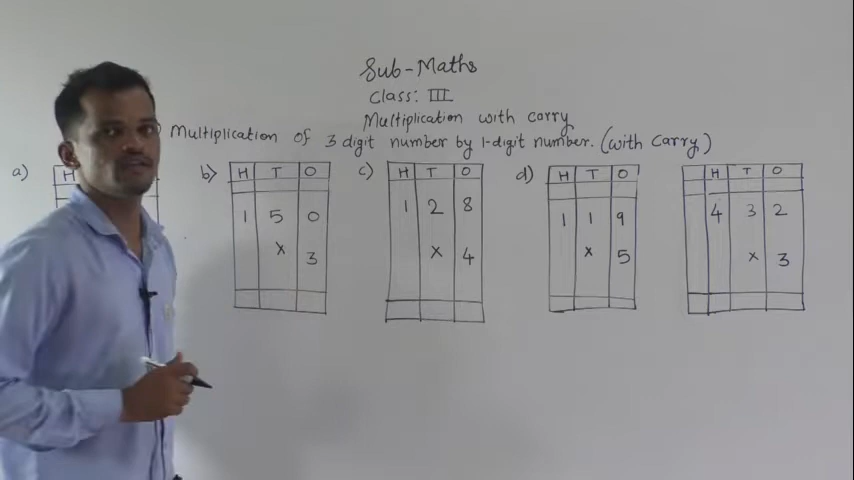 Sub-Maths
Class: III
Multiplication with carry
Multiplication of 3 digit number by 1-digit number. (with Carry)
a) H b) H T O c) H T O d) H T O H T O
1 5 0 1 2 8 1 1 9 4 3 2
× 3 × 4 × 5 × 3